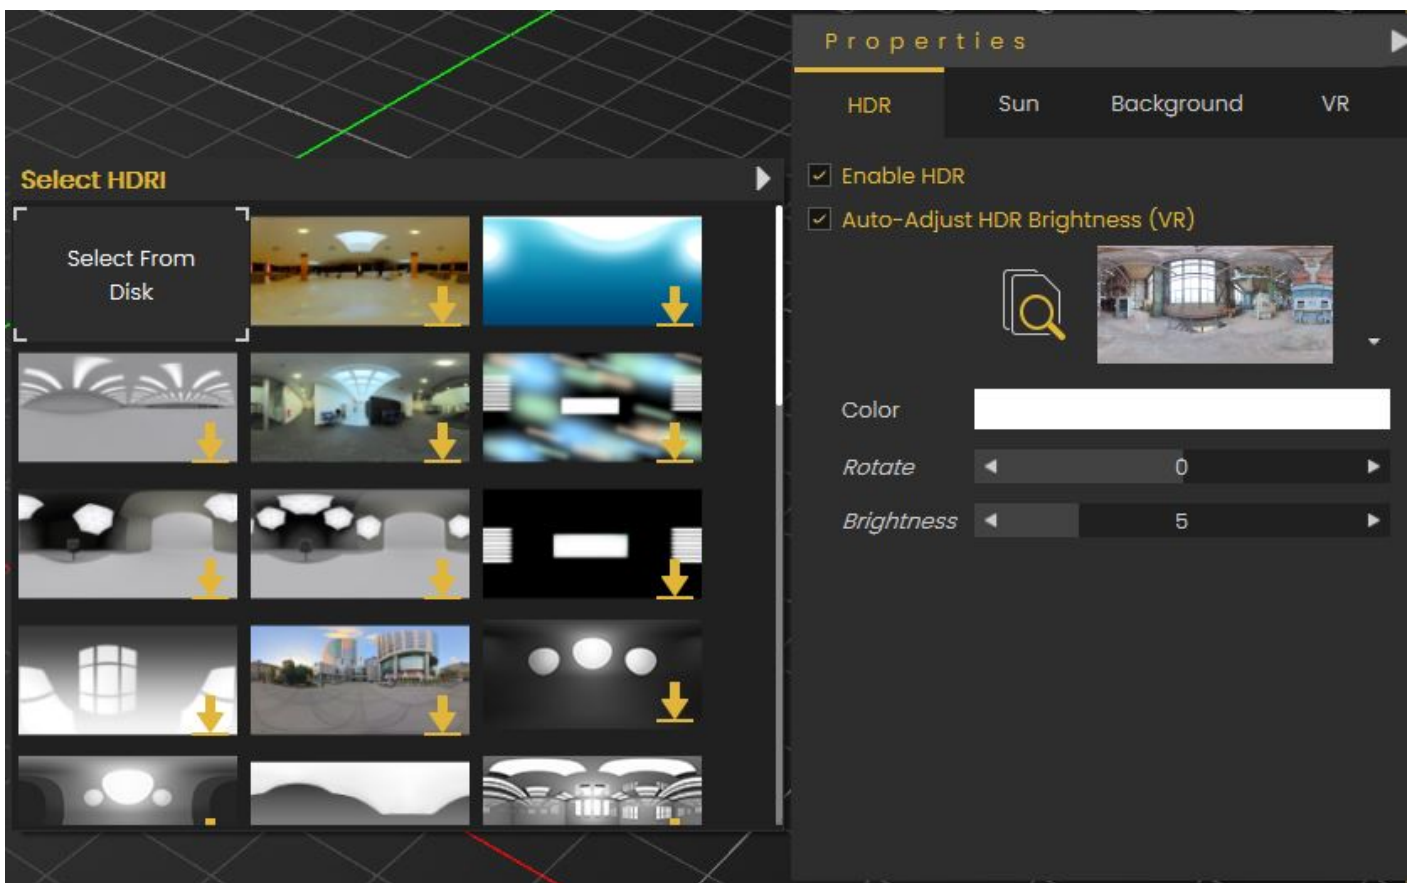 Properties
HDR
Sun
Background
VR
Select HDRI
Enable HDR
Auto-Adjust HDR Brightness (VR)
Select From
Disk
Color
Rotate
0
Brightness
5